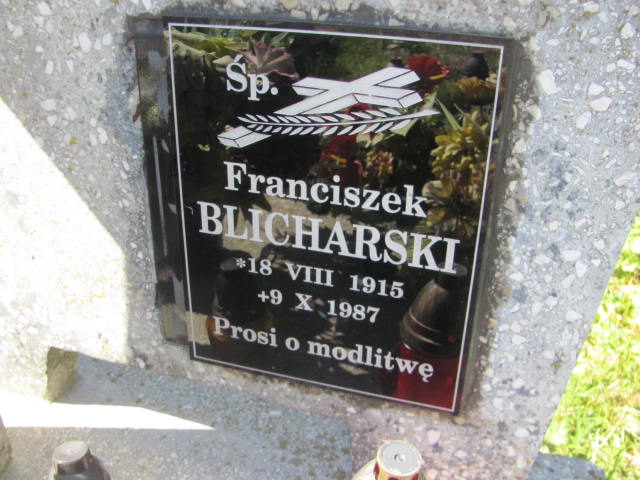 Śp.
Franciszek
BLICHARSKI
*18 VIII 1915
+9 X 1987
Prosi o modlitwę